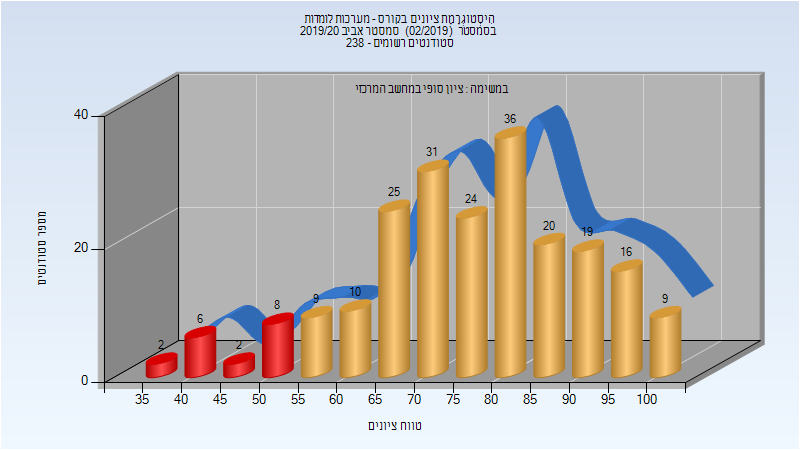 היסטוגרמת ציונים בקורס - מערכות לומדות
בסמסטר (02/2019) סמסטר אביב 2019/20
סטודנטים רשומים - 238
במשימה : ציון סופי במחשב המרכזי
מספר סטודנטים
40
20
0
2
6
2
8
9
10
25
31
24
36
20
19
16
9
35 40 45 50 55 60 65 70 75 80 85 90 95 100
טווח ציונים